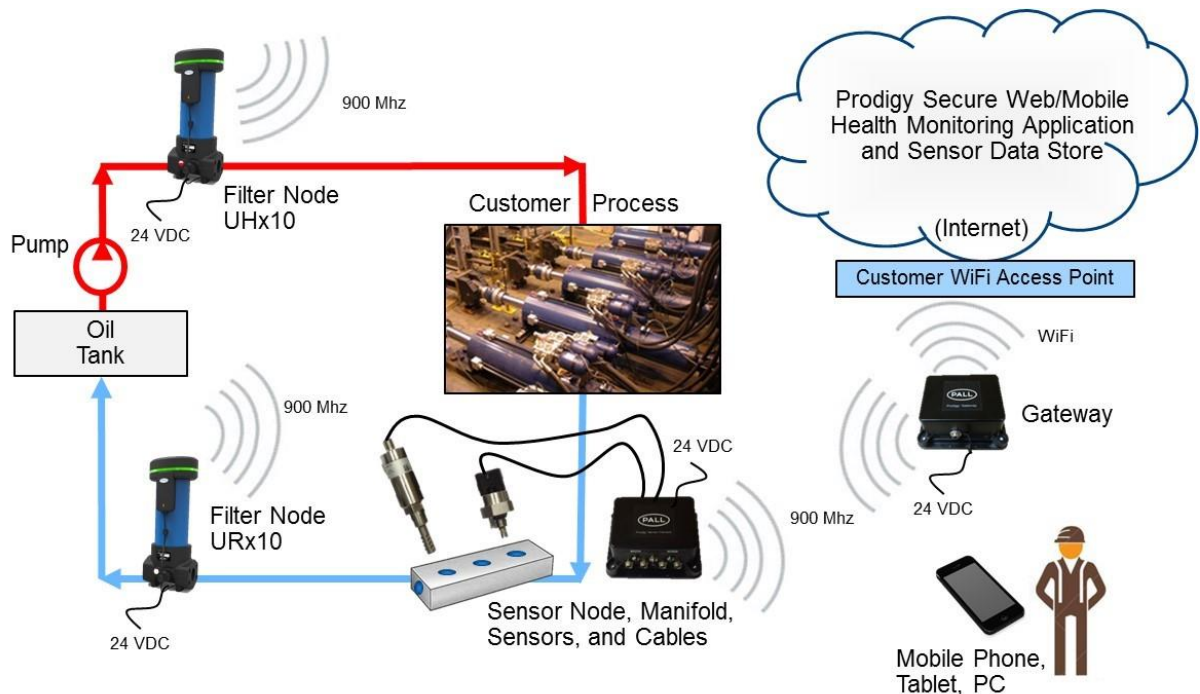 900 Mhz
Filter Node
UHx10
24 VDC
Pump
Oil
Tank
Customer Process
Prodigy Secure Web/Mobile
Health Monitoring Application
and Sensor Data Store
(Internet)
Customer WiFi Access Point
WiFi
PALL
Gateway
24 VDC
900 Mhz
Filter Node
URx10
24 VDC
24 VDC
PALL
900 Mhz
Sensor Node, Manifold,
Sensors, and Cables
Mobile Phone,
Tablet, PC